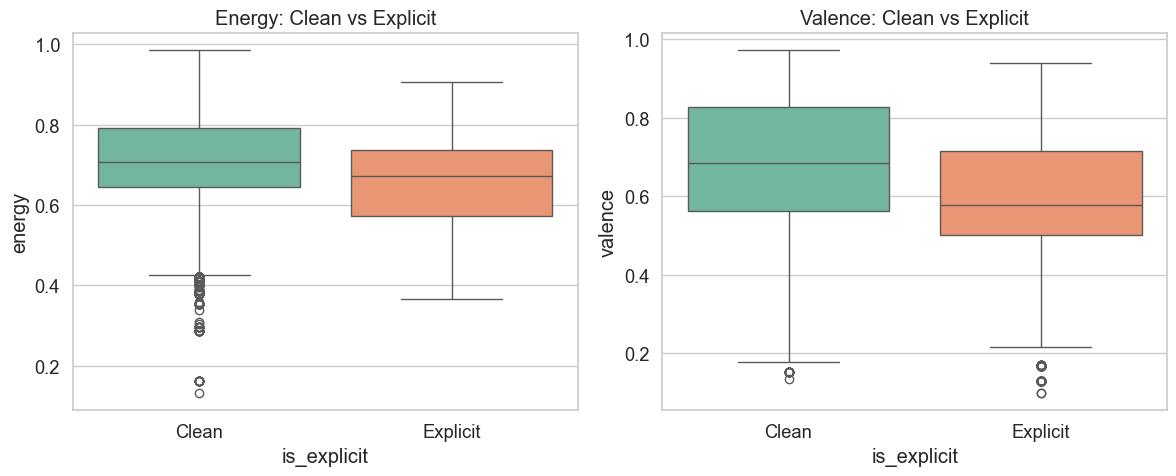 Energy: Clean vs Explicit
1.0
0.8
0.6
0.4
0.2
energy
Clean
Explicit
is_explicit
Valence: Clean vs Explicit
1.0
0.8
0.6
0.4
0.2
valence
Clean
Explicit
is_explicit